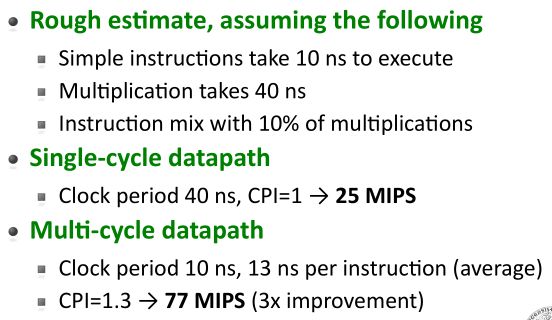 Rough estimate, assuming the following
Simple instructions take 10 ns to execute
Multiplication takes 40 ns
Instruction mix with 10% of multiplications
Single-cycle datapath
Clock period 40 ns, CPI=1 → 25 MIPS
Multi-cycle datapath
Clock period 10 ns, 13 ns per instruction (average)
CPI=1.3 → 77 MIPS (3x improvement)